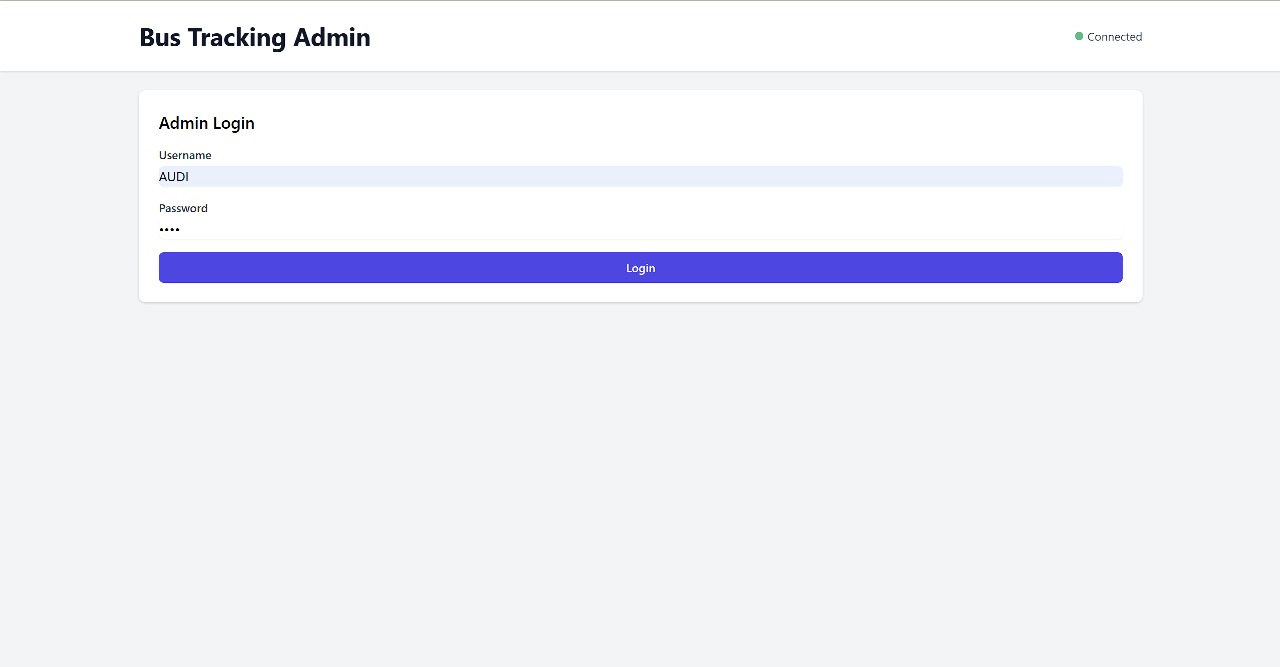 Bus Tracking Admin
Connected
Admin Login
Username
AUDI
Password
••••
Login